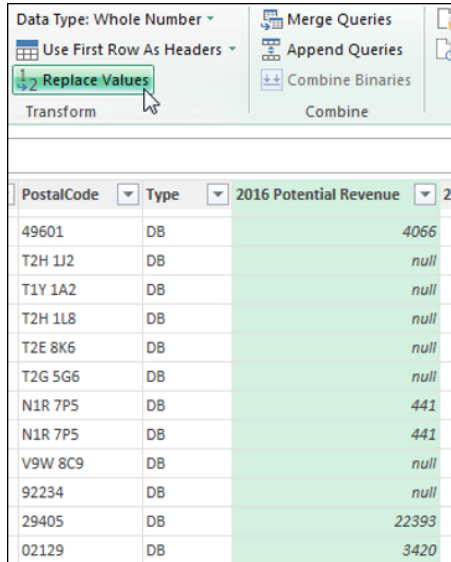 Data Type: Whole Number
Merge Queries
Use First Row As Headers
Append Queries
1 2 Replace Values
Combine Binaries
Transform
Combine
PostalCode Type 2016 Potential Revenue 2
49601 DB 4066
T2H 1J2 DB null
T1Y 1A2 DB null
T2H 1L8 DB null
T2E 8K6 DB null
T2G 5G6 DB null
N1R 7P5 DB 441
N1R 7P5 DB 441
V9W 8C9 DB null
92234 DB null
29405 DB 22393
02129 DB 3420